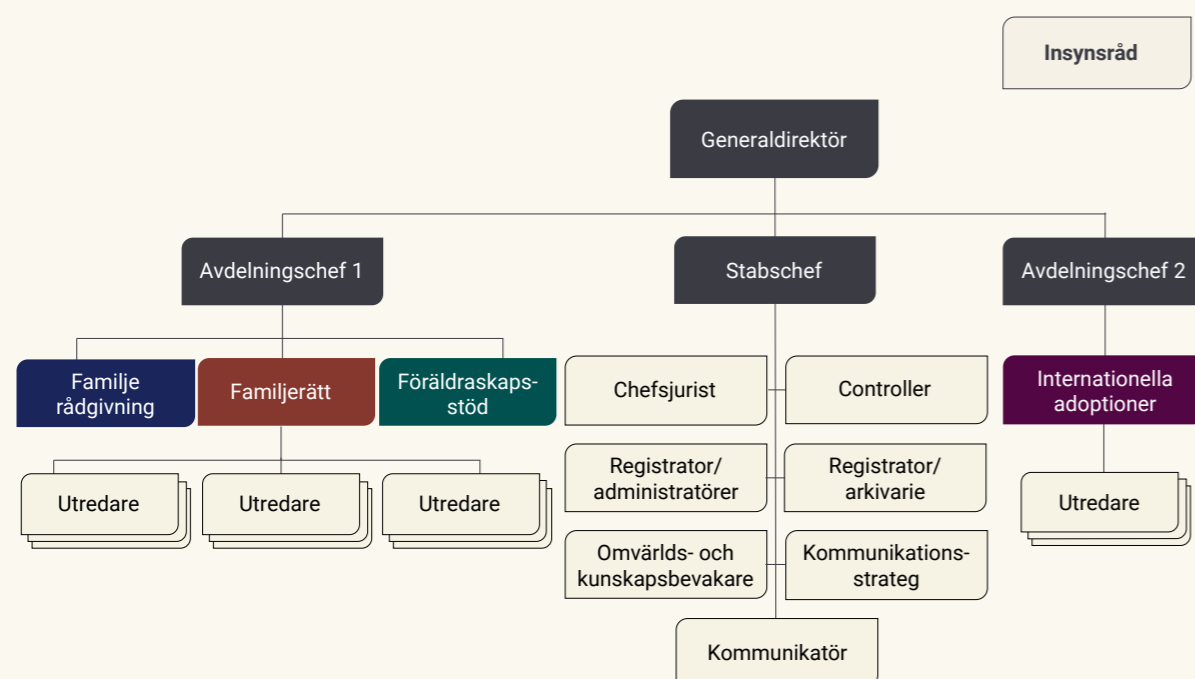 Insynsråd
Generaldirektör
Avdelningschef 1
Stabschef
Avdelningschef 2
Familje
rådgivning
Familjerätt
Föräldraskaps-
stöd
Chefsjurist
Controller
Internationella
adoptioner
Utredare
Utredare
Utredare
Registrator/
administratörer
Registrator/
arkivarie
Utredare
Omvärlds- och
kunskapsbevakare
Kommunikations-
strateg
Kommunikatör